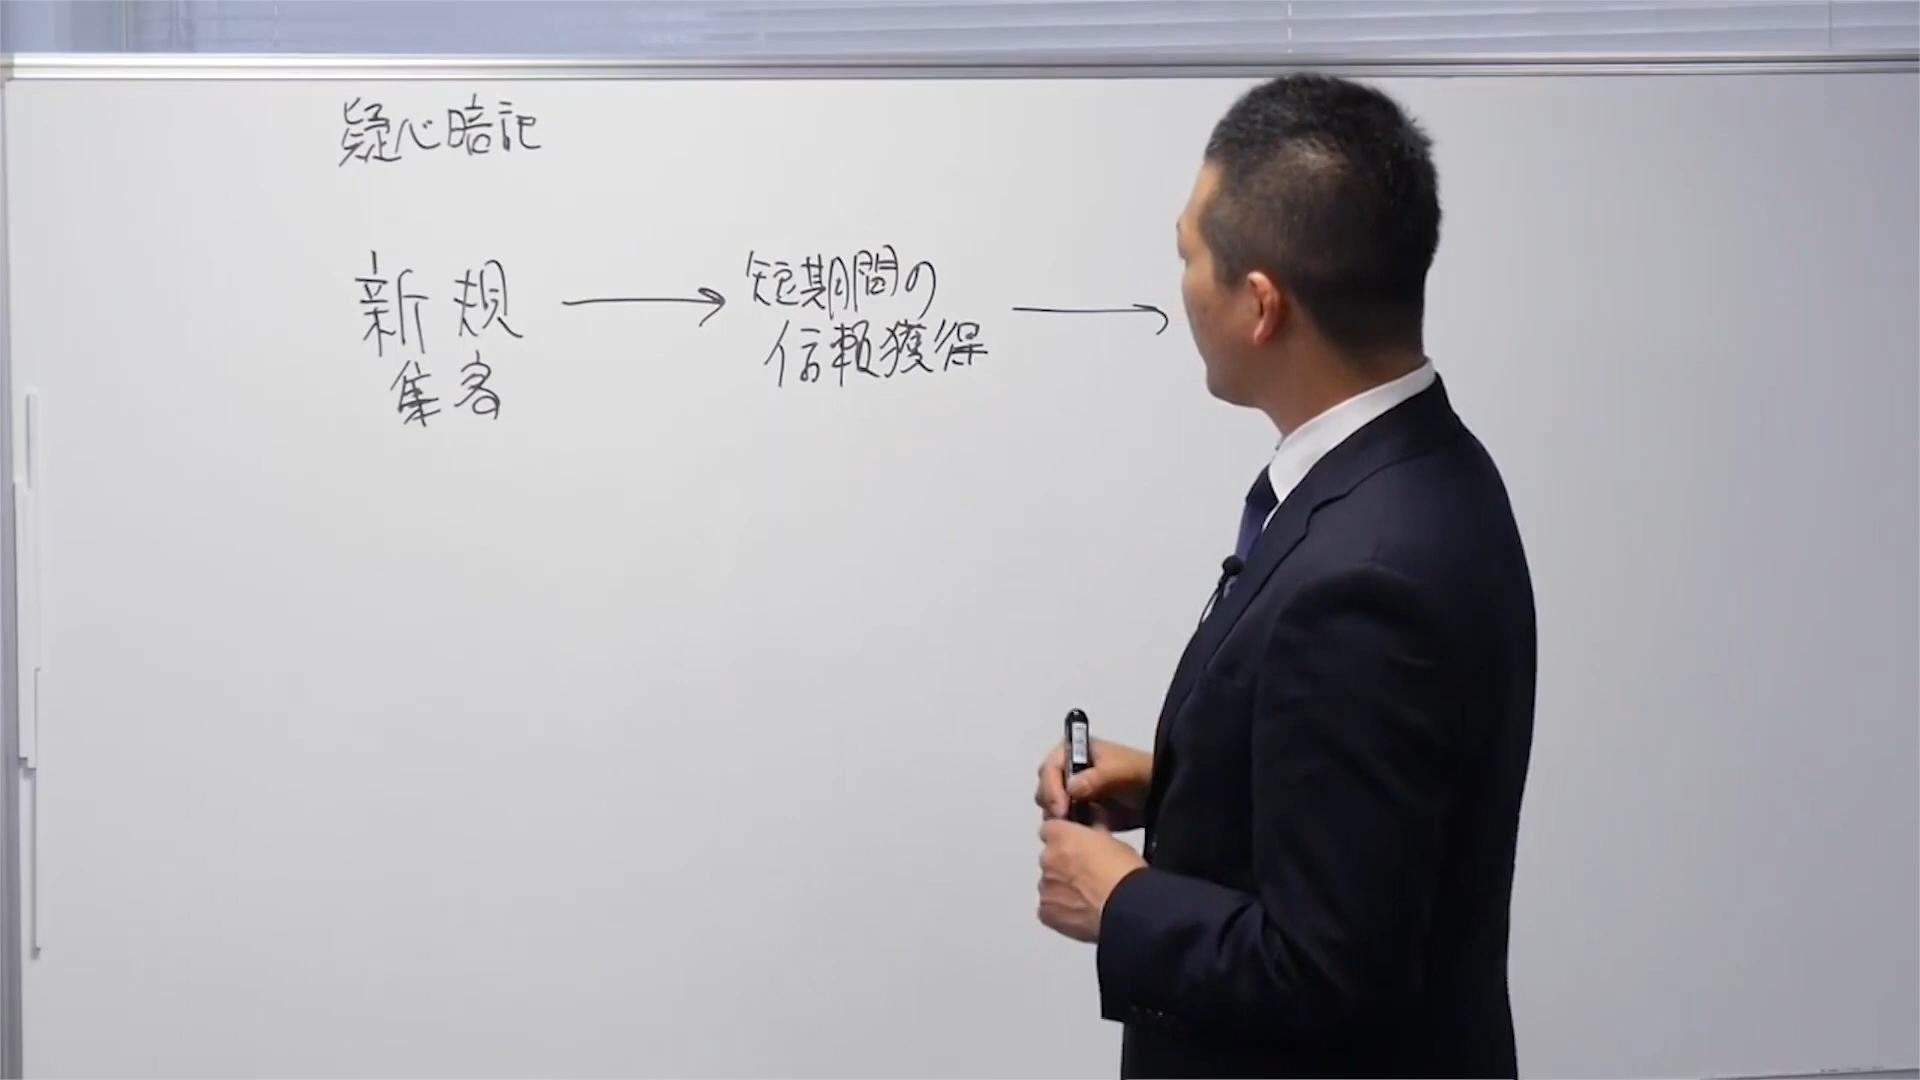 疑心暗記
新規
集客
短期間の
信頼獲得